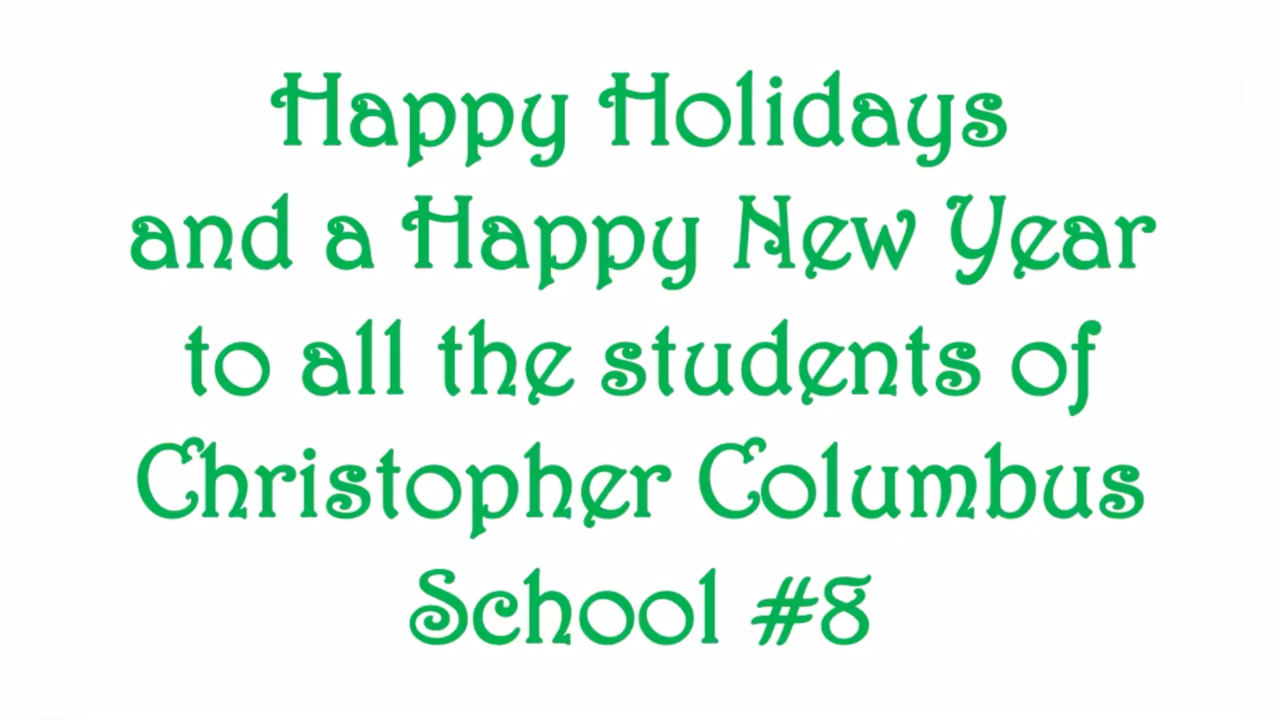 Happy Holidays
and a Happy New Year
to all the students of
Christopher Columbus
School #8